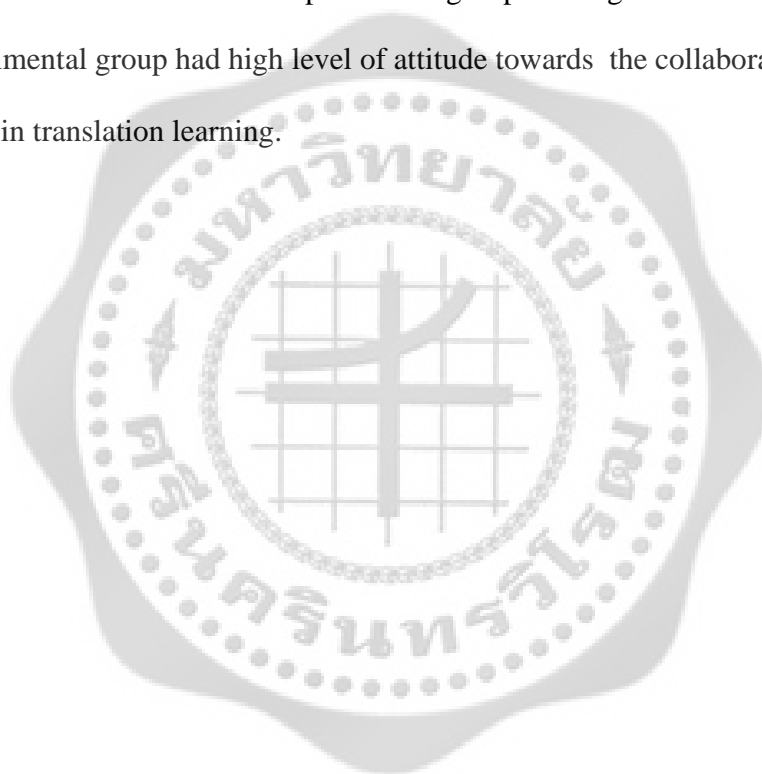 imental group had high level of attitude towards the collabora
in translation learning.
มหาวิทยาลัย
ศรีนครินทรวิโรฒ